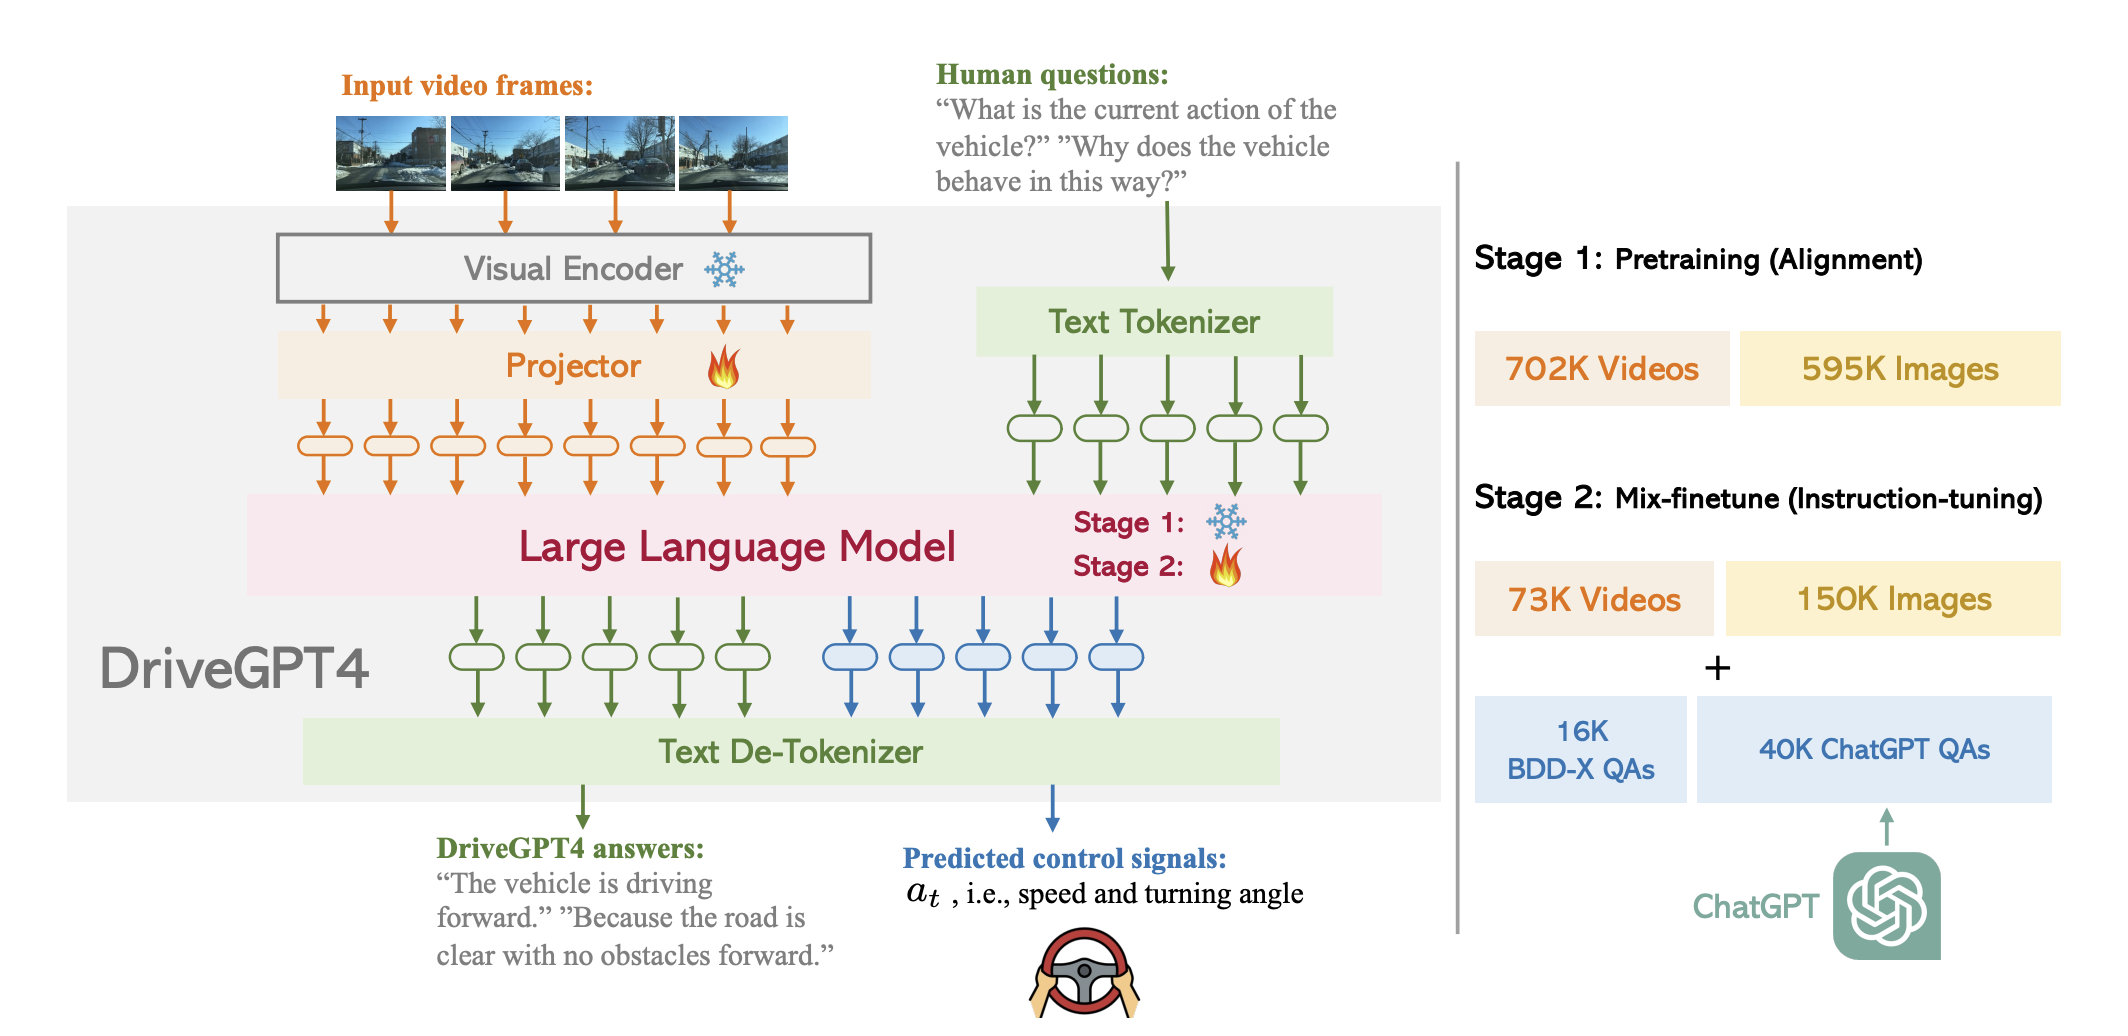 Input video frames:
Human questions:
“What is the current action of the
vehicle?” ”Why does the vehicle
behave in this way?”
Visual Encoder
Projector
Text Tokenizer
Large Language Model
Stage 1:
Stage 2:
DriveGPT4
Text De-Tokenizer
DriveGPT4 answers:
“The vehicle is driving
forward.” ”Because the road is
clear with no obstacles forward.”
Predicted control signals:
a_t , i.e., speed and turning angle
Stage 1: Pretraining (Alignment)
702K Videos
595K Images
Stage 2: Mix-finetune (Instruction-tuning)
73K Videos
150K Images
+
16K
BDD-X QAs
40K ChatGPT QAs
ChatGPT